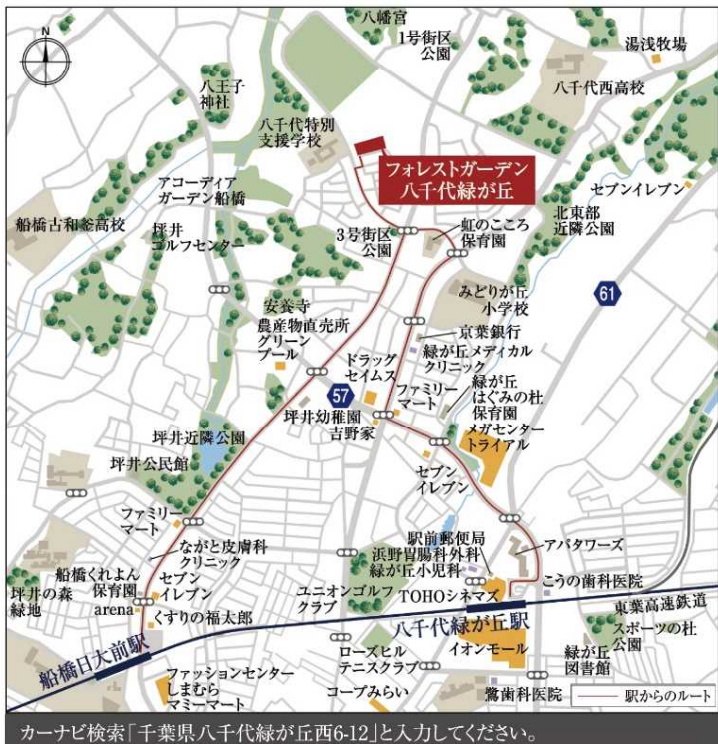 N
八幡宮
1号街区
公園
湯浅牧場
八王子
神社
八千代西高校
八千代特別
支援学校
フォレストガーデン
八千代緑が丘
アコーディア
ガーデン船橋
セブンイレブン
北東部
近隣公園
船橋古和釜高校
坪井
ゴルフセンター
3号街区
公園
虹のこころ
保育園
みどりが丘
小学校
61
安養寺
農産物直売所
グリーン
プール
京葉銀行
緑が丘メディカル
クリニック
ドラッグ
セイムス
ファミリー
マート
緑が丘
はぐみの杜
保育園
57
坪井幼稚園
吉野家
メガセンター
トライアル
坪井近隣公園
坪井公民館
セブン
イレブン
ファミリー
マート
ながと皮膚科
クリニック
駅前郵便局
浜野胃腸科外科
緑が丘小児科
アパタワーズ
船橋くれよん
保育園
セブン
イレブン
坪井の森
緑地
arena
くすりの福太郎
ユニオンゴルフ
クラブ
TOHOシネマズ
こうの歯科医院
東葉高速鉄道
八千代緑が丘駅
スポーツの杜
公園
船橋日大前駅
ローズヒル
テニスクラブ
イオンモール
緑が丘
図書館
ファッションセンター
しまむら
マミーマート
コープみらい
鷺歯科医院
駅からのルート
カーナビ検索「千葉県八千代緑が丘西6-12」と入力してください。